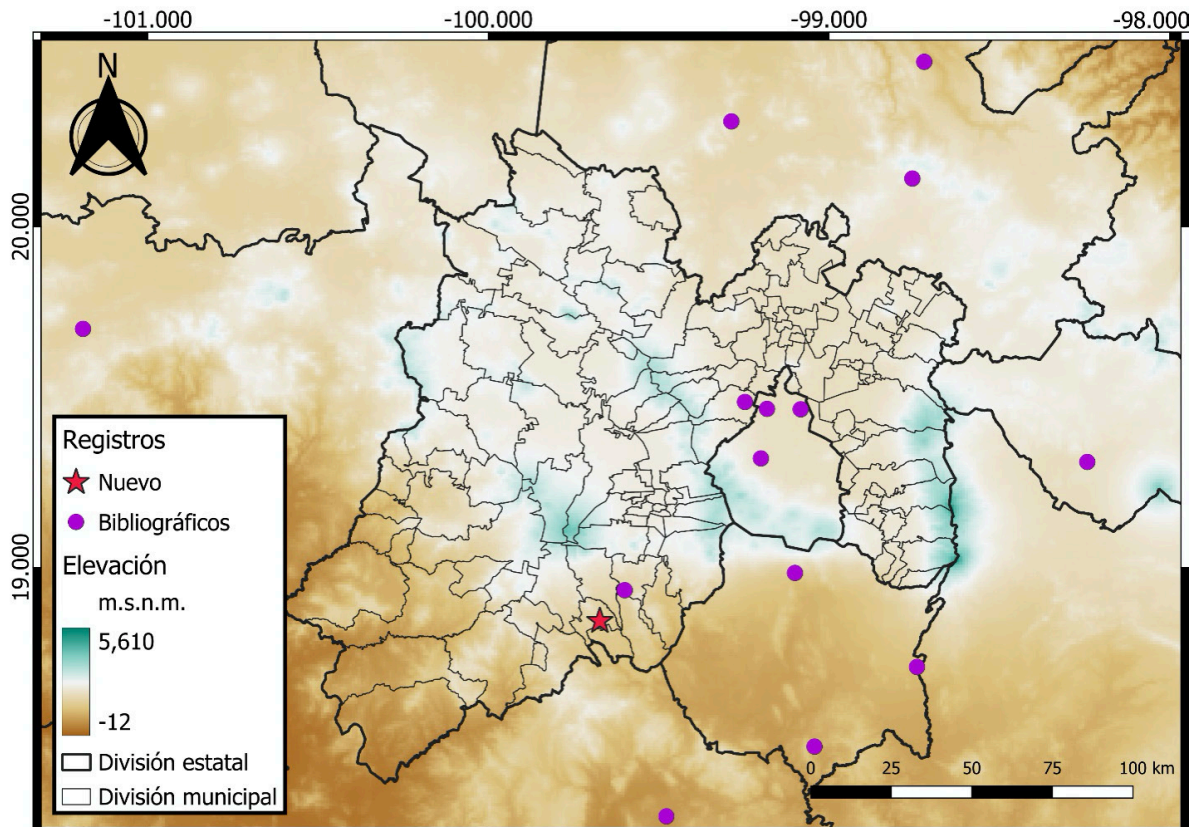 -101.000 -100.000 -99.000 -98.000
N
20.000
19.000
Registros
Nuevo
Bibliográficos
Elevación
m.s.n.m.
5,610
-12
División estatal
División municipal
0 25 50 75 100 km